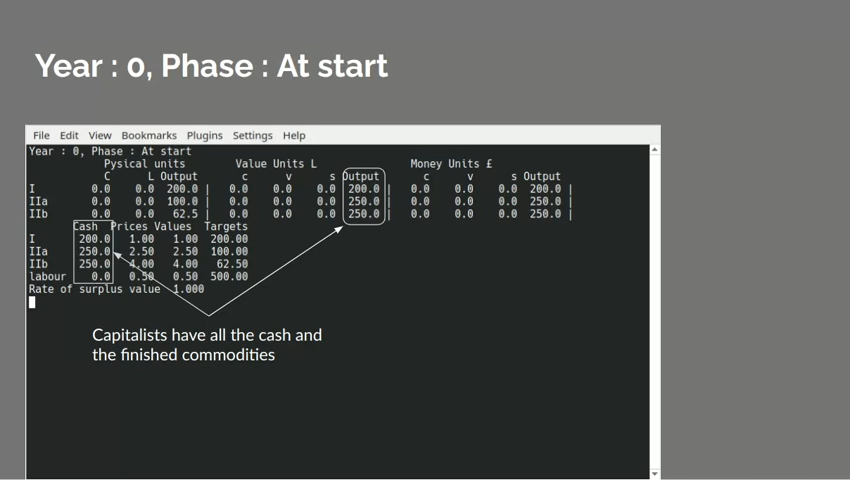 Year : 0, Phase : At start
File Edit View Bookmarks Plugins Settings Help
Year : 0, Phase : At start
Pysical units Value Units L Money Units £
C L Output c v s Output c v s Output
I 0.0 0.0 200.0 | 0.0 0.0 0.0 200.0 | 0.0 0.0 0.0 200.0 |
IIa 0.0 0.0 100.0 | 0.0 0.0 0.0 250.0 | 0.0 0.0 0.0 250.0 |
IIb 0.0 0.0 62.5 | 0.0 0.0 0.0 250.0 | 0.0 0.0 0.0 250.0 |
Cash Prices Values Targets
I 200.0 1.00 1.00 200.00
IIa 250.0 2.50 2.50 100.00
IIb 250.0 4.00 4.00 62.50
labour 0.0 0.50 0.50 500.00
Rate of surplus value 1.000
Capitalists have all the cash and
the finished commodities